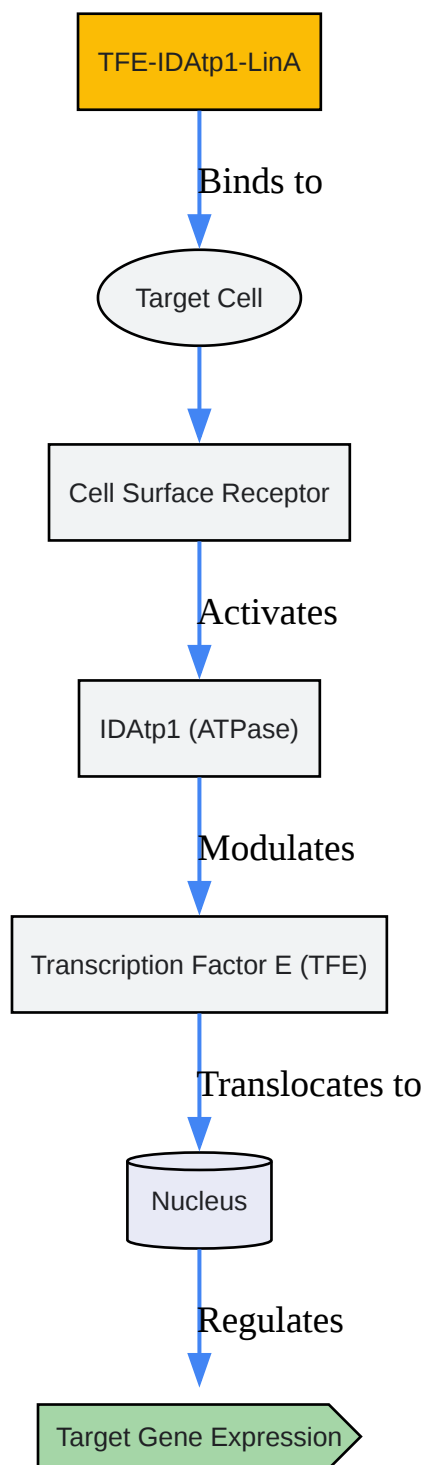 TFE-IDAtp1-LinA
Binds to
Target Cell
Cell Surface Receptor
Activates
IDAtp1 (ATPase)
Modulates
Transcription Factor E (TFE)
Translocates to
Nucleus
Regulates
Target Gene Expression